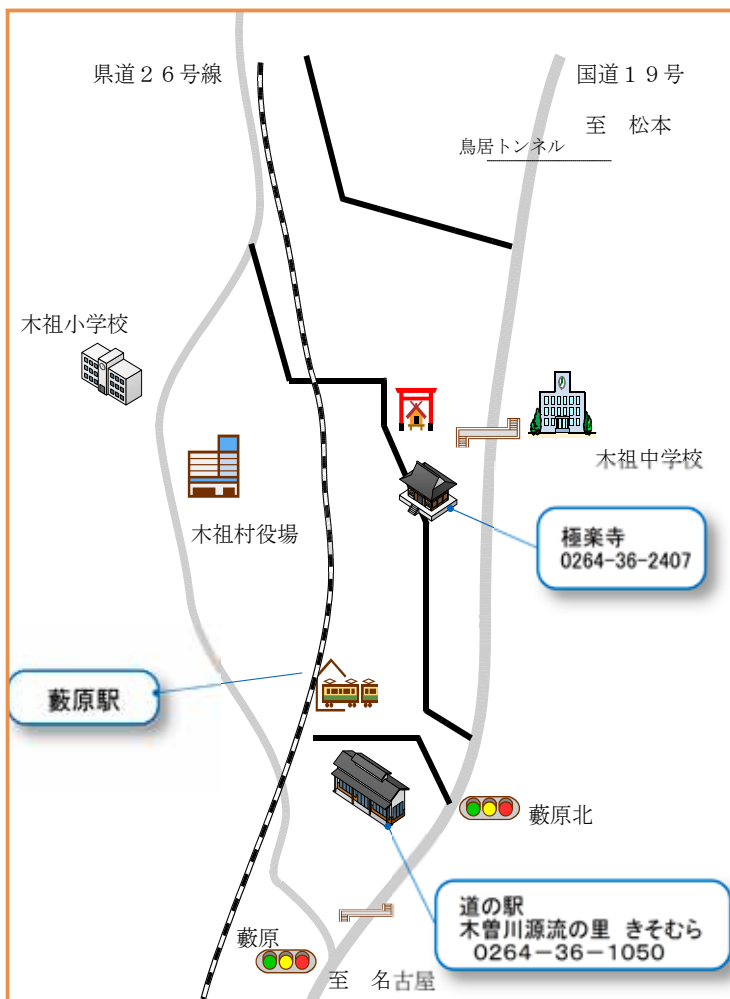 県道２６号線
国道１９号
至　松本
鳥居トンネル
木祖小学校
木祖中学校
木祖村役場
極楽寺
0264-36-2407
藪原駅
藪原北
道の駅
木曽川源流の里　きそむら
0264－36－1050
藪原
至　名古屋